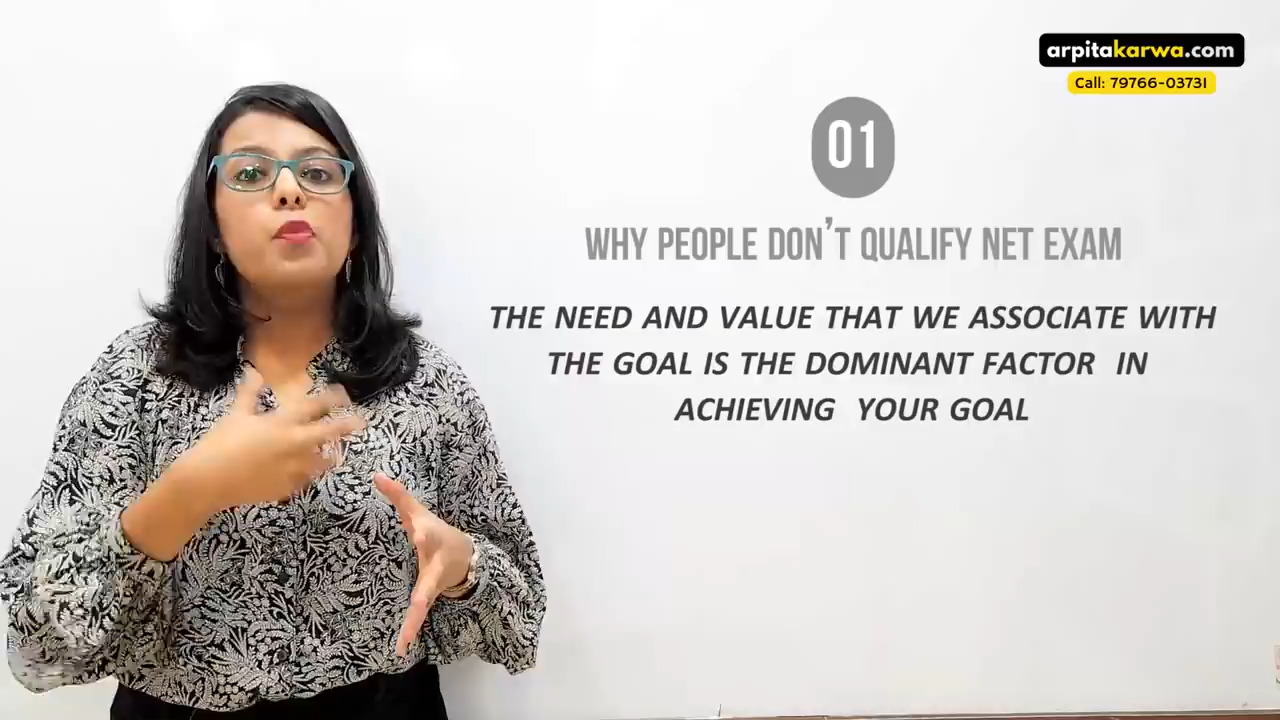 arpitakarwa.com
Call: 79766-03731
01
WHY PEOPLE DON'T QUALIFY NET EXAM
THE NEED AND VALUE THAT WE ASSOCIATE WITH
THE GOAL IS THE DOMINANT FACTOR IN
ACHIEVING YOUR GOAL